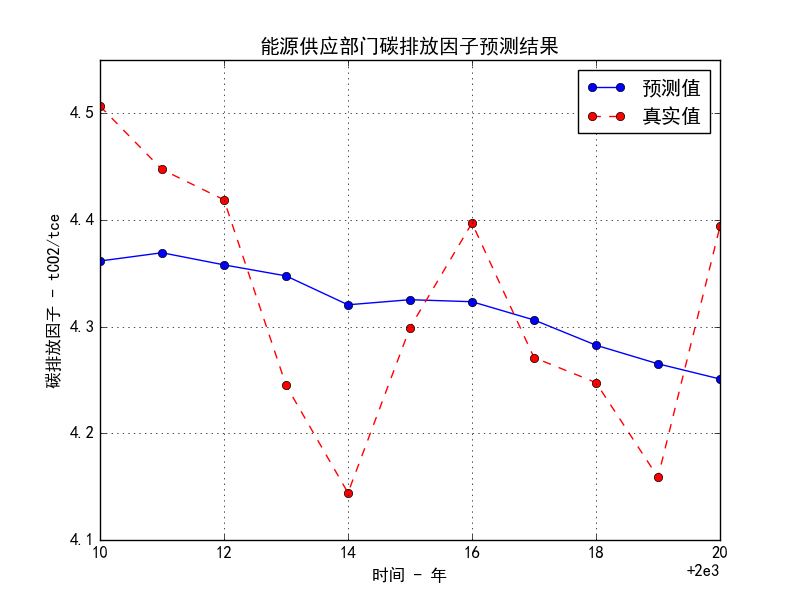 能源供应部门碳排放因子预测结果
预测值
真实值
4.5
4.4
4.3
4.2
4.1
碳排放因子 - tCO2/tce
10 12 14 16 18 20
+2e3
时间 - 年